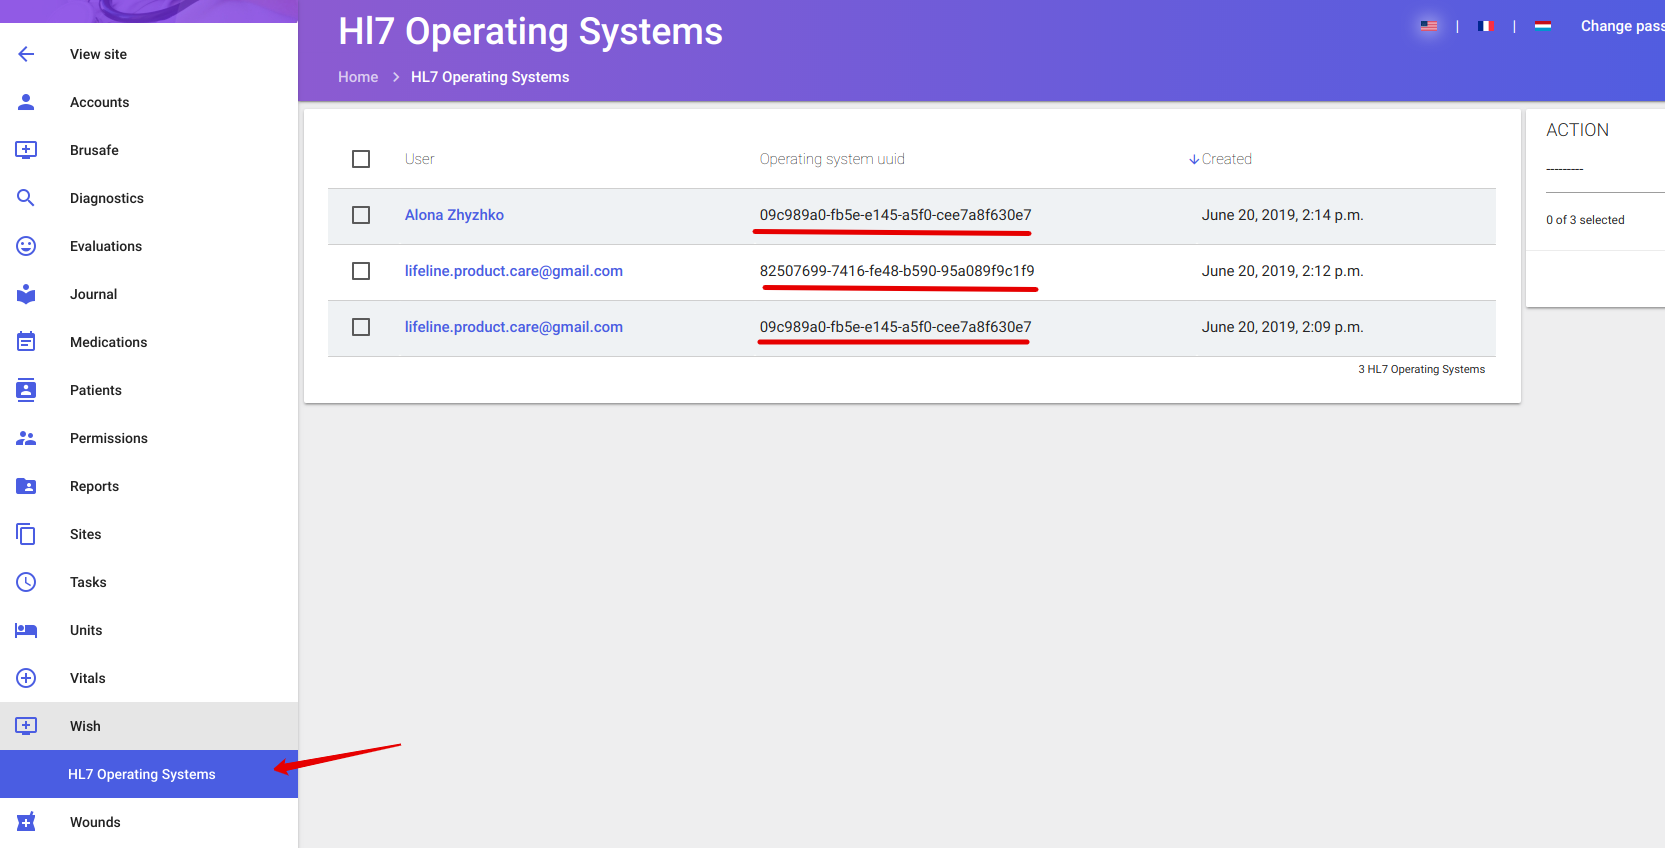 Hl7 Operating Systems
| |
Change pass
Home > HL7 Operating Systems
View site
Accounts
Brusafe
Diagnostics
Evaluations
Journal
Medications
Patients
Permissions
Reports
Sites
Tasks
Units
Vitals
Wish
HL7 Operating Systems
Wounds
User Operating system uuid Created
Alona Zhyzhko 09c989a0-fb5e-e145-a5f0-cee7a8f630e7 June 20, 2019, 2:14 p.m.
lifeline.product.care@gmail.com 82507699-7416-fe48-b590-95a089f9c1f9 June 20, 2019, 2:12 p.m.
lifeline.product.care@gmail.com 09c989a0-fb5e-e145-a5f0-cee7a8f630e7 June 20, 2019, 2:09 p.m.
3 HL7 Operating Systems
ACTION
---------
0 of 3 selected